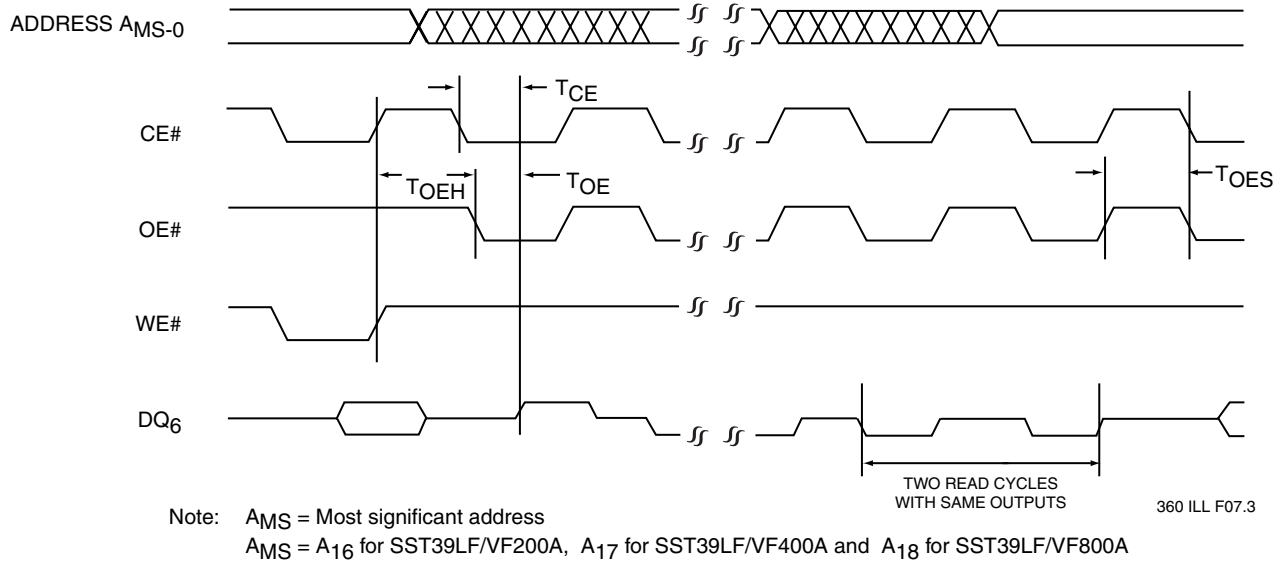 ADDRESS AMS-0
TCE
CE#
TOEH
TOE
TOES
OE#
WE#
DQ6
TWO READ CYCLES
WITH SAME OUTPUTS
360 ILL F07.3
Note: AMS = Most significant address
AMS = A16 for SST39LF/VF200A, A17 for SST39LF/VF400A and A18 for SST39LF/VF800A